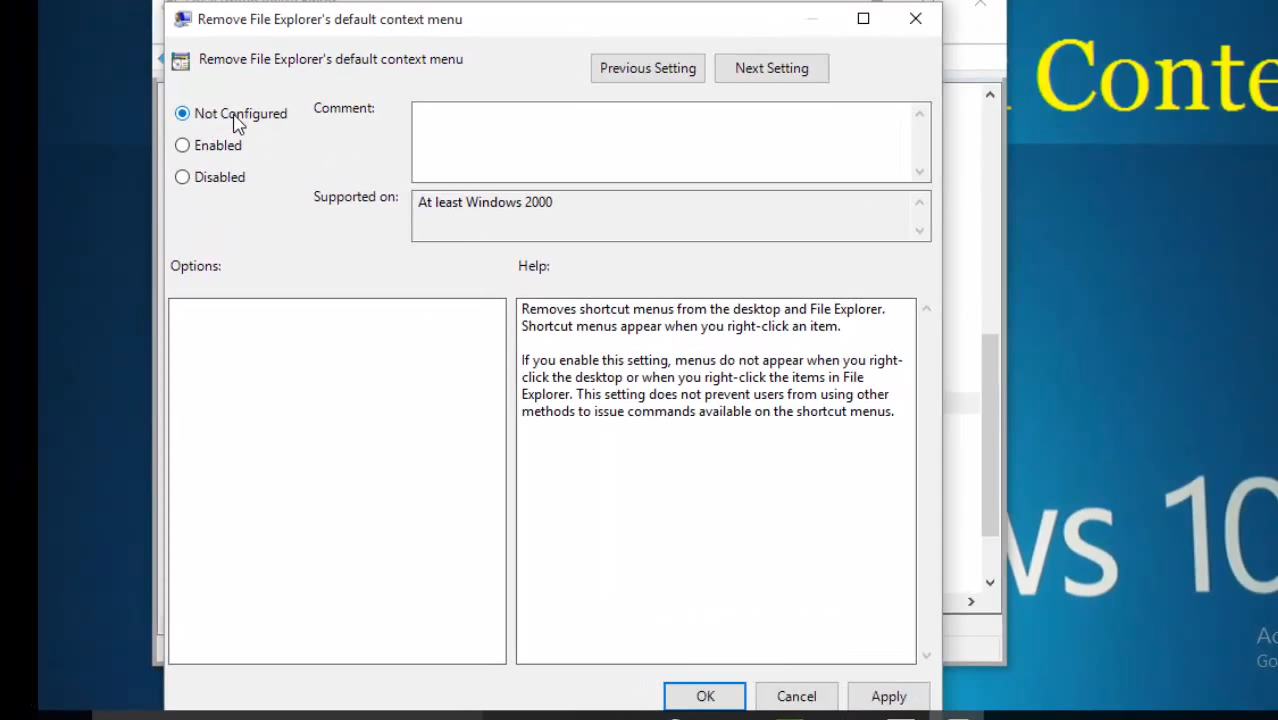 Remove File Explorer's default context menu
Remove File Explorer's default context menu
Previous Setting
Next Setting
Not Configured
Enabled
Disabled
Comment:
Supported on:
At least Windows 2000
Options:
Help:
Removes shortcut menus from the desktop and File Explorer.
Shortcut menus appear when you right-click an item.
If you enable this setting, menus do not appear when you right-
click the desktop or when you right-click the items in File
Explorer. This setting does not prevent users from using other
methods to issue commands available on the shortcut menus.
OK
Cancel
Apply
Conte
ws 10